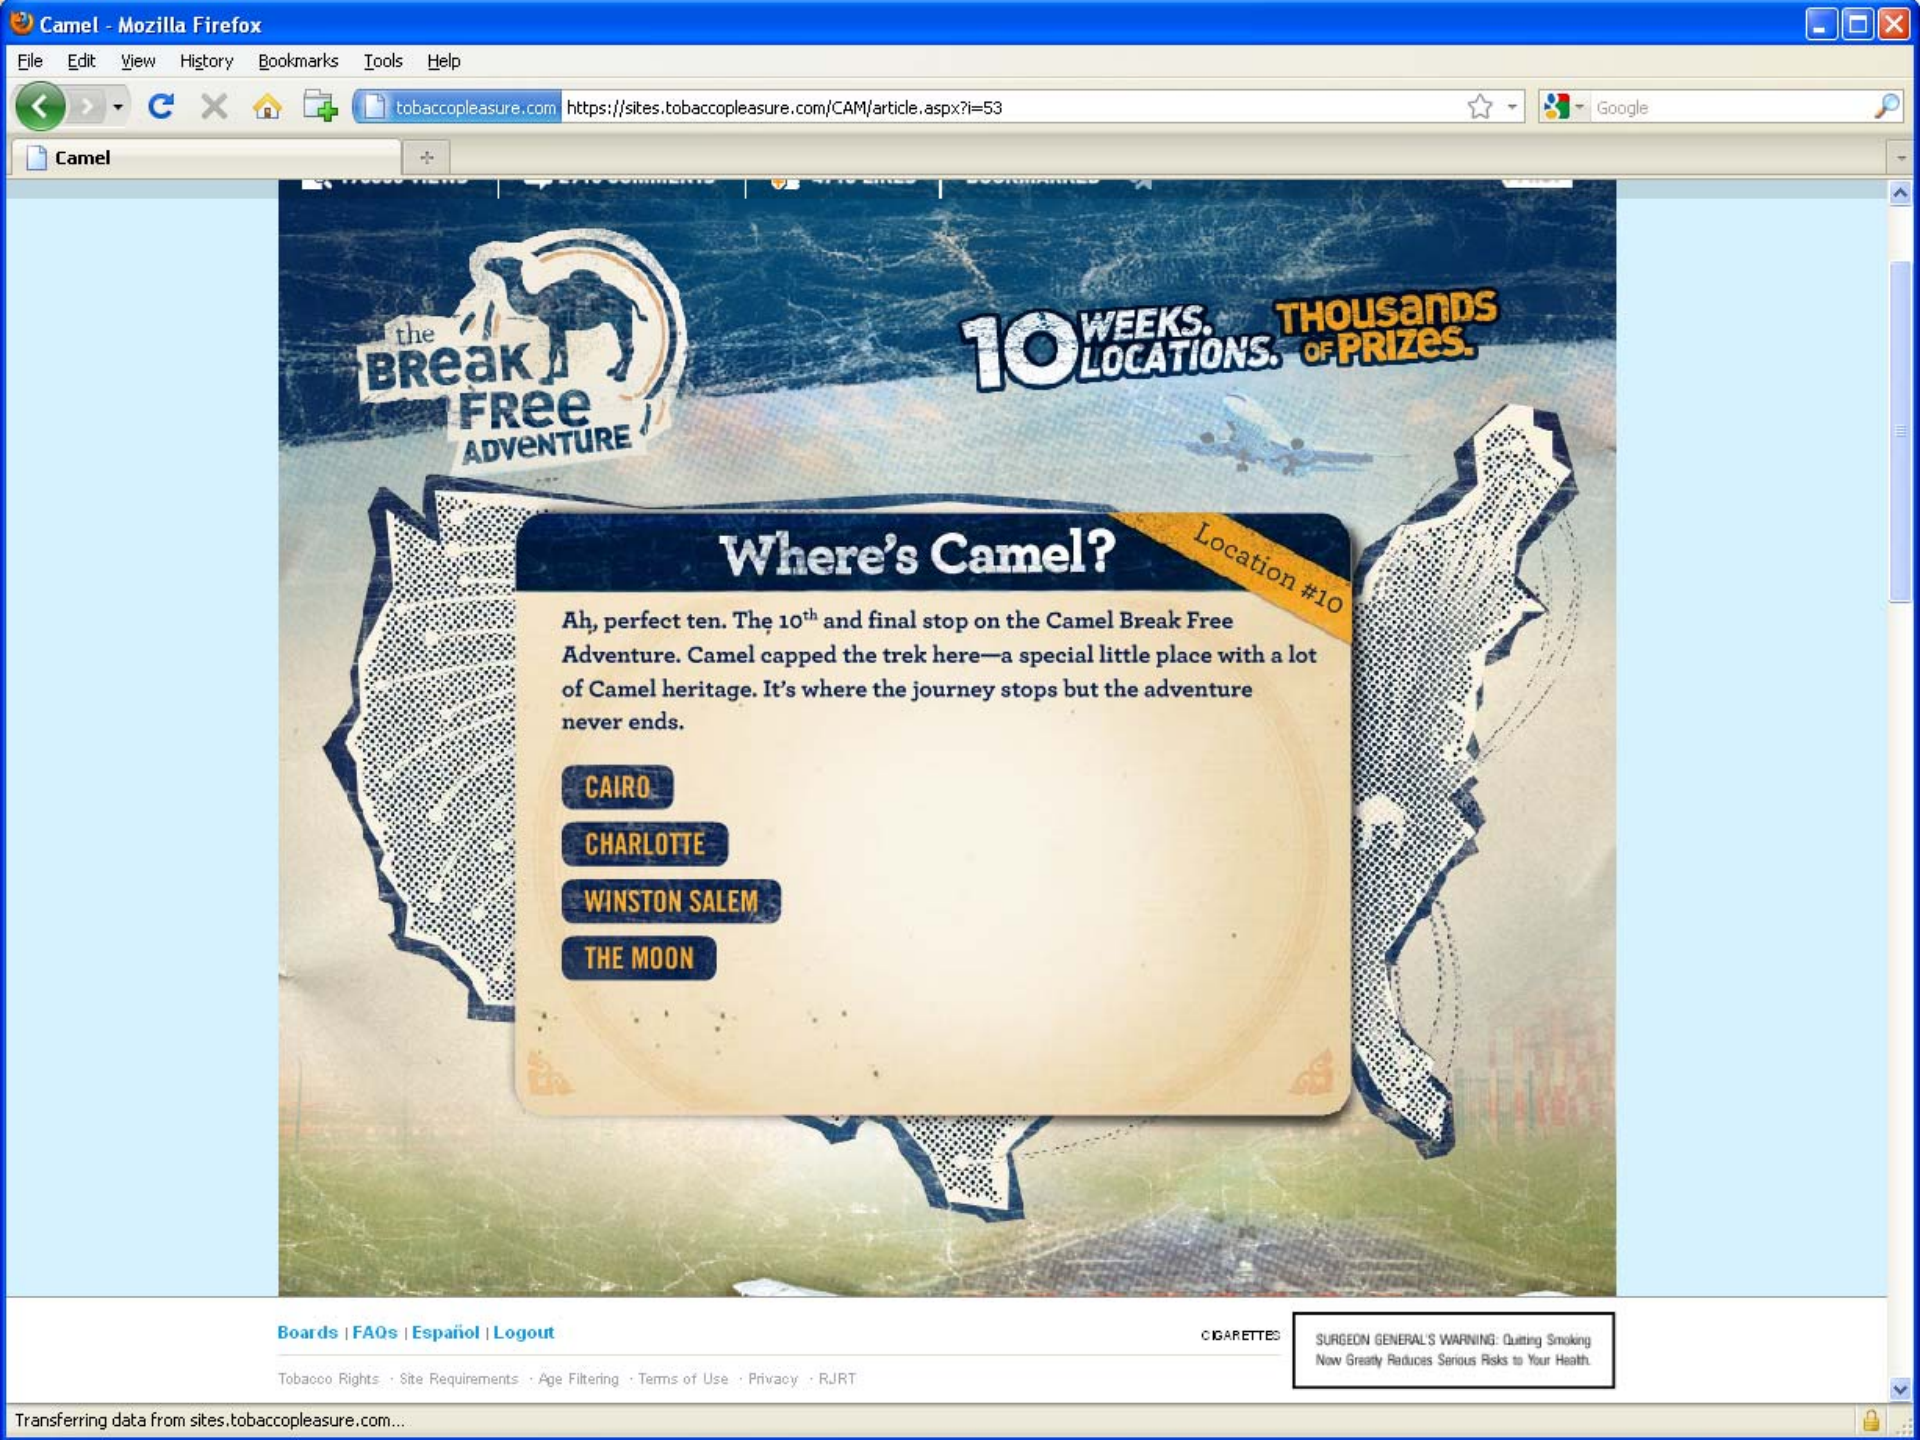 Camel - Mozilla Firefox
File Edit View History Bookmarks Tools Help
tobaccopleasure.com https://sites.tobaccopleasure.com/CAM/article.aspx?i=53
Google
Camel
the
BReak
FRee
ADVeNTURE
10 WEEKS. LOCATIONS. THOUSaNDS OF PRIZeS.
Where's Camel?
Location #10
Ah, perfect ten. The 10th and final stop on the Camel Break Free
Adventure. Camel capped the trek here—a special little place with a lot
of Camel heritage. It's where the journey stops but the adventure
never ends.
CAIRO
CHARLOTTE
WINSTON SALEM
THE MOON
Boards | FAQs | Español | Logout
CIGARETTES
SURGEON GENERAL'S WARNING: Quitting Smoking
Now Greatly Reduces Serious Risks to Your Health.
Tobacco Rights · Site Requirements · Age Filtering · Terms of Use · Privacy · RJRT
Transferring data from sites.tobaccopleasure.com...